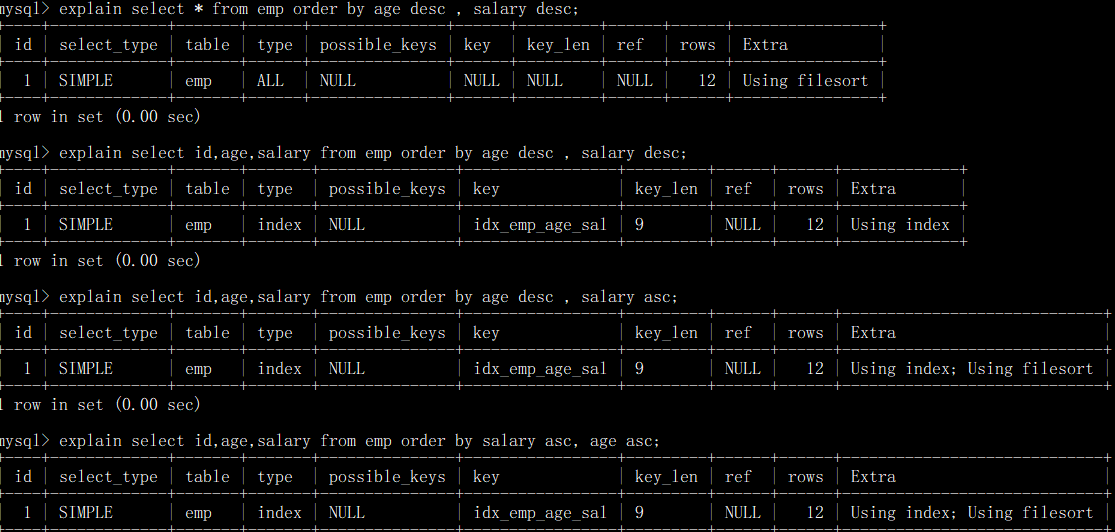 mysql> explain select * from emp order by age desc , salary desc;
| id | select_type | table | type | possible_keys | key | key_len | ref | rows | Extra |
| 1 | SIMPLE | emp | ALL | NULL | NULL | NULL | NULL | 12 | Using filesort |
1 row in set (0.00 sec)
mysql> explain select id,age,salary from emp order by age desc , salary desc;
| id | select_type | table | type | possible_keys | key | key_len | ref | rows | Extra |
| 1 | SIMPLE | emp | index | NULL | idx_emp_age_sal | 9 | NULL | 12 | Using index |
1 row in set (0.00 sec)
mysql> explain select id,age,salary from emp order by age desc , salary asc;
| id | select_type | table | type | possible_keys | key | key_len | ref | rows | Extra |
| 1 | SIMPLE | emp | index | NULL | idx_emp_age_sal | 9 | NULL | 12 | Using index; Using filesort |
1 row in set (0.00 sec)
mysql> explain select id,age,salary from emp order by salary asc, age asc;
| id | select_type | table | type | possible_keys | key | key_len | ref | rows | Extra |
| 1 | SIMPLE | emp | index | NULL | idx_emp_age_sal | 9 | NULL | 12 | Using index; Using filesort |